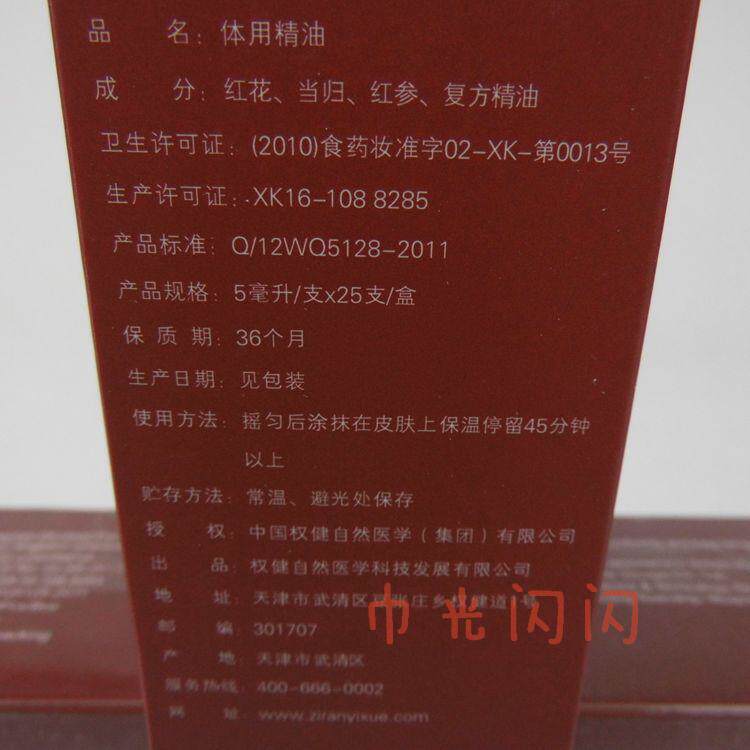 品　名：体用精油
成　分：红花、当归、红参、复方精油
卫生许可证：(2010)食药妆准字02-XK-第0013号
生产许可证：XK16-108 8285
产品标准：Q/12WQ5128-2011
产品规格：5毫升/支x25支/盒
保 质 期：36个月
生产日期：见包装
使用方法：摇匀后涂抹在皮肤上保温停留45分钟
以上
贮存方法：常温、避光处保存
授　权：中国权健自然医学（集团）有限公司
出　品：权健自然医学科技发展有限公司
地　址：天津市武清区豆张庄乡权健道1号
巾光闪闪
邮　编：301707
产　地：天津市武清区
服务热线：400-666-0002
网　址：www.ziranyixue.com